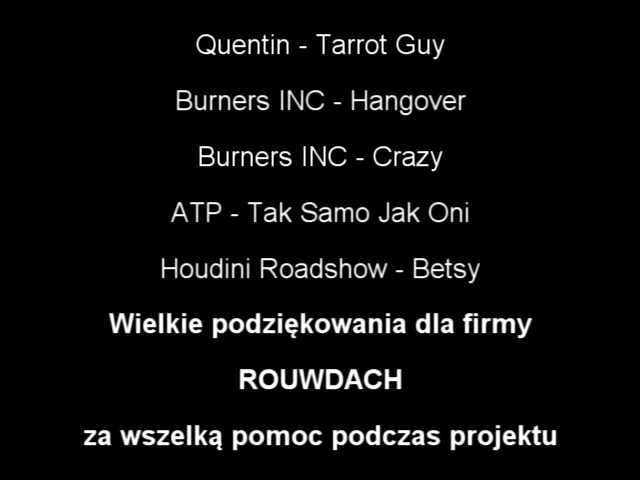 Quentin - Tarrot Guy
Burners INC - Hangover
Burners INC - Crazy
ATP - Tak Samo Jak Oni
Houdini Roadshow - Betsy
Wielkie podziękowania dla firmy
ROUWDACH
za wszelką pomoc podczas projektu